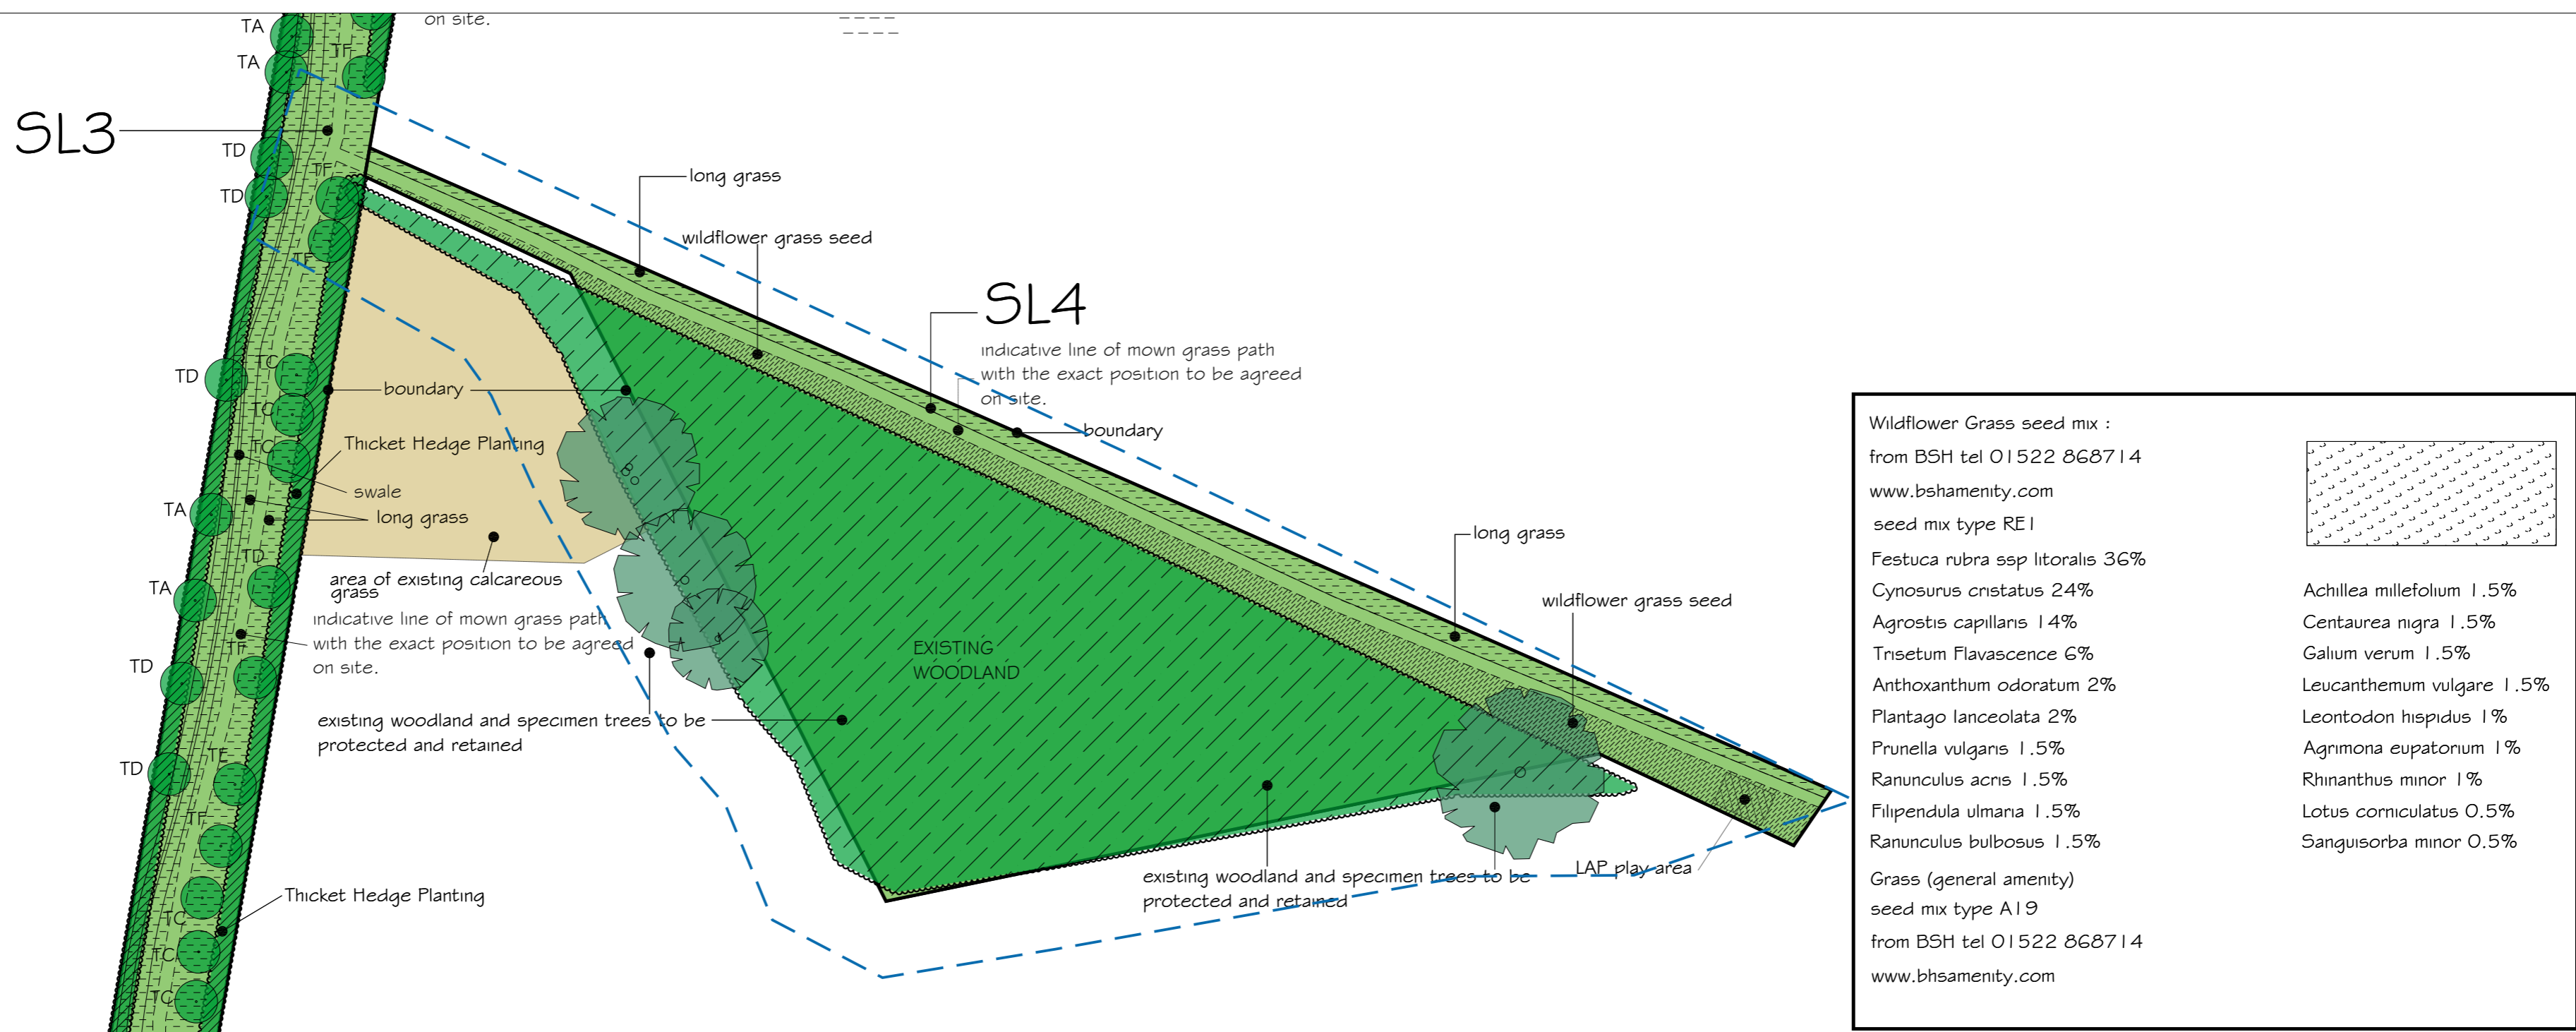 on site.
TA
TF
TA
SL3
TD
TF
TD
TF
long grass
wildflower grass seed
SL4
indicative line of mown grass path
with the exact position to be agreed
on site.
boundary
TC
TD
boundary
TC
Thicket Hedge Planting
TC
swale
TA
long grass
TD
area of existing calcareous
grass
TA
indicative line of mown grass path
with the exact position to be agreed
on site.
TF
TD
existing woodland and specimen trees to be
protected and retained
EXISTING
WOODLAND
TD
TF
TF
Thicket Hedge Planting
TC
TC
TC
long grass
wildflower grass seed
LAP play area
existing woodland and specimen trees to be
protected and retained
Wildflower Grass seed mix :
from BSH tel 01522 868714
www.bshamenity.com
seed mix type RE1
Festuca rubra ssp litoralis 36%
Cynosurus cristatus 24%
Agrostis capillaris 14%
Trisetum Flavascence 6%
Anthoxanthum odoratum 2%
Plantago lanceolata 2%
Prunella vulgaris 1.5%
Ranunculus acris 1.5%
Filipendula ulmaria 1.5%
Ranunculus bulbosus 1.5%
Achillea millefolium 1.5%
Centaurea nigra 1.5%
Galium verum 1.5%
Leucanthemum vulgare 1.5%
Leontodon hispidus 1%
Agrimona eupatorium 1%
Rhinanthus minor 1%
Lotus corniculatus 0.5%
Sanguisorba minor 0.5%
Grass (general amenity)
seed mix type A19
from BSH tel 01522 868714
www.bhsamenity.com